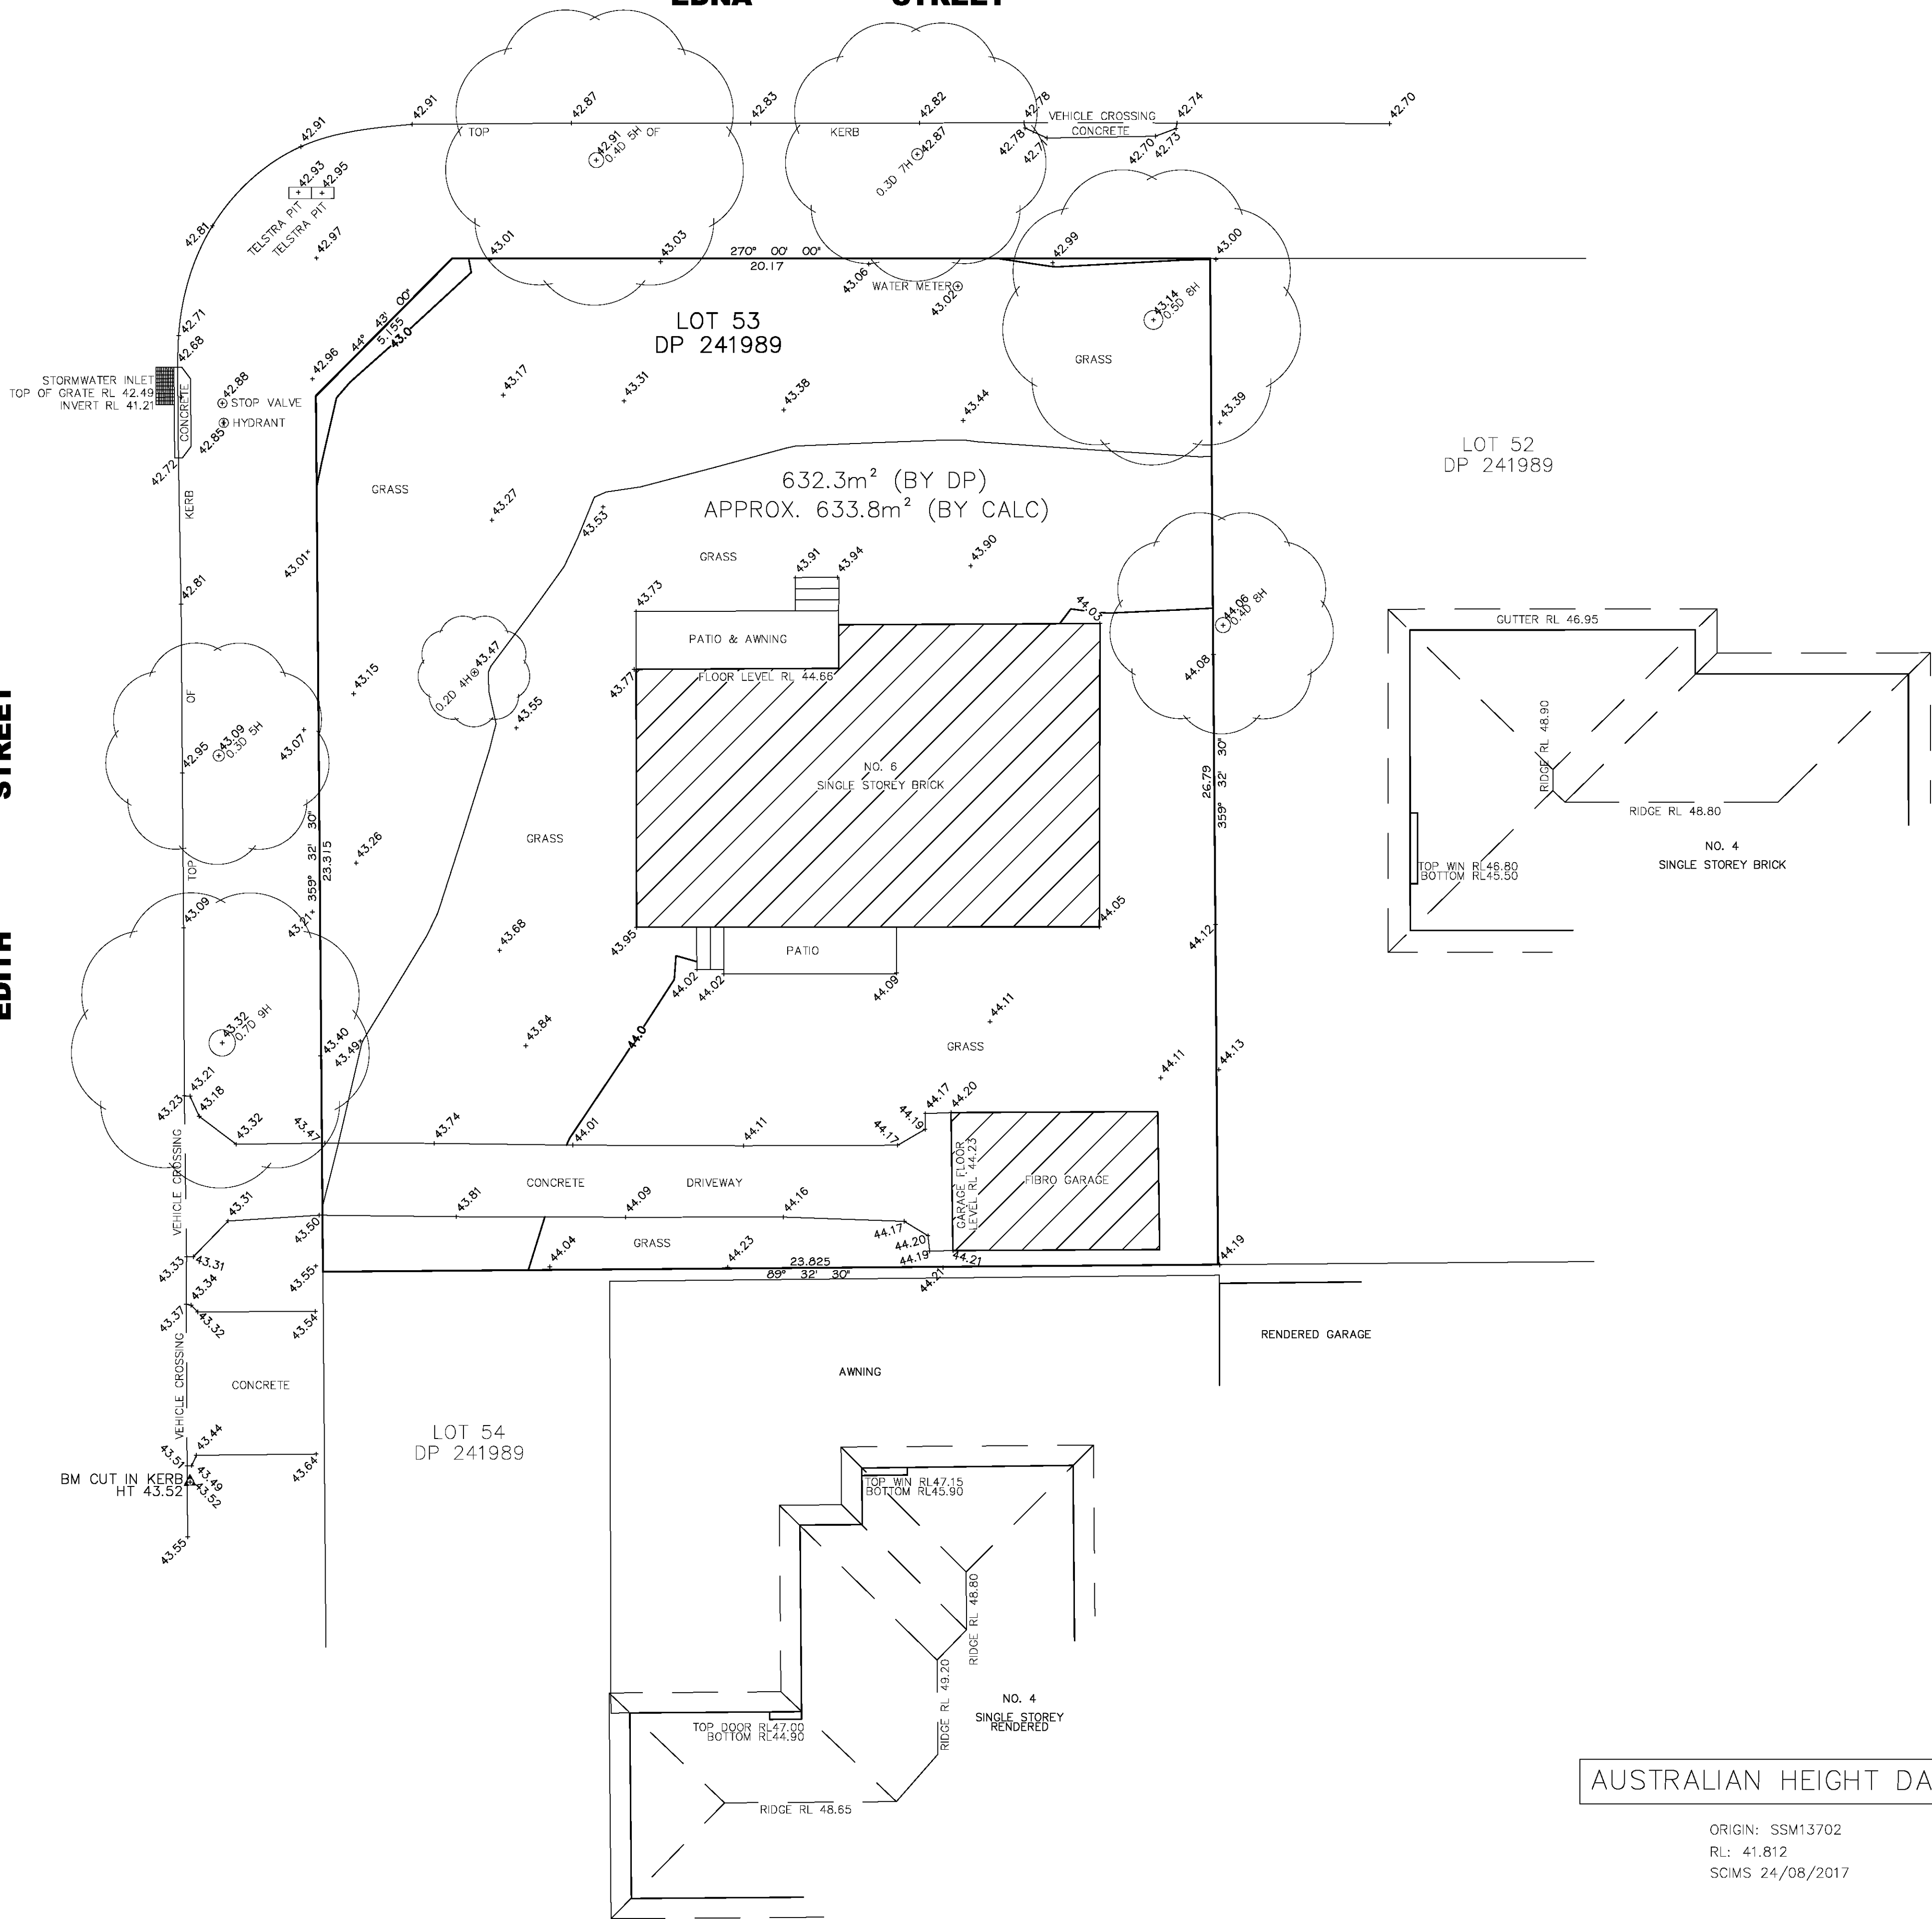 EDNA STREET
42.91
42.91
42.87
42.83
42.82
42.78
VEHICLE CROSSING
42.74
42.70
TOP OF KERB
CONCRETE
42.91
0.4D 5H
42.87
0.3D 7H
42.78
42.71
42.70
42.73
42.93
42.95
TELSTRA PIT
TELSTRA PIT
42.97
42.81
43.01
43.03
270° 00' 00"
20.17
43.06
42.99
43.00
WATER METER
43.02
43.14
0.5D 8H
LOT 53
DP 241989
44° 43' 00"
5.155
43.0
GRASS
42.71
42.68
42.96
STORMWATER INLET
TOP OF GRATE RL 42.49
INVERT RL 41.21
CONCRETE
42.88
STOP VALVE
HYDRANT
42.85
42.72
43.17
43.31
43.38
43.44
43.39
LOT 52
DP 241989
GRASS
KERB
632.3m² (BY DP)
APPROX. 633.8m² (BY CALC)
43.27
43.53
GRASS
43.91
43.94
43.90
43.01
42.81
43.73
PATIO & AWNING
44.03
44.06
0.4D 8H
GUTTER RL 46.95
43.77
FLOOR LEVEL RL 44.66
43.47
0.2D 4H
43.15
43.55
44.08
OF
43.09
0.3D 5H
42.95
43.07
STREET
EDITH
NO. 6
SINGLE STOREY BRICK
26.79
359° 32' 30"
RIDGE RL 48.90
RIDGE RL 48.80
NO. 4
SINGLE STOREY BRICK
TOP WIN RL46.80
BOTTOM RL45.50
359° 32' 30"
23.315
43.26
GRASS
TOP
43.09
43.21
43.68
43.95
44.05
44.12
PATIO
44.02
44.02
44.09
43.32
0.7D 9H
43.40
43.49
43.84
44.0
44.11
GRASS
44.11
44.13
43.21
43.23
43.18
43.32
43.47
43.74
44.01
44.11
44.17
44.19
44.17
44.20
VEHICLE CROSSING
CONCRETE DRIVEWAY
GARAGE FLOOR
LEVEL RL 44.23
FIBRO GARAGE
43.31
43.50
43.81
44.09
44.16
44.17
44.20
44.19
44.21
43.33
43.31
43.55
44.04
GRASS
44.23
23.825
89° 32' 30"
44.21
44.19
43.34
43.37
43.32
43.54
RENDERED GARAGE
AWNING
VEHICLE CROSSING
CONCRETE
LOT 54
DP 241989
43.44
43.51
43.49
43.52
43.64
BM CUT IN KERB
HT 43.52
43.55
TOP WIN RL47.15
BOTTOM RL45.90
RIDGE RL 48.80
RIDGE RL 49.20
NO. 4
SINGLE STOREY
RENDERED
TOP DOOR RL47.00
BOTTOM RL44.90
RIDGE RL 48.65
AUSTRALIAN HEIGHT DA
ORIGIN: SSM13702
RL: 41.812
SCIMS 24/08/2017